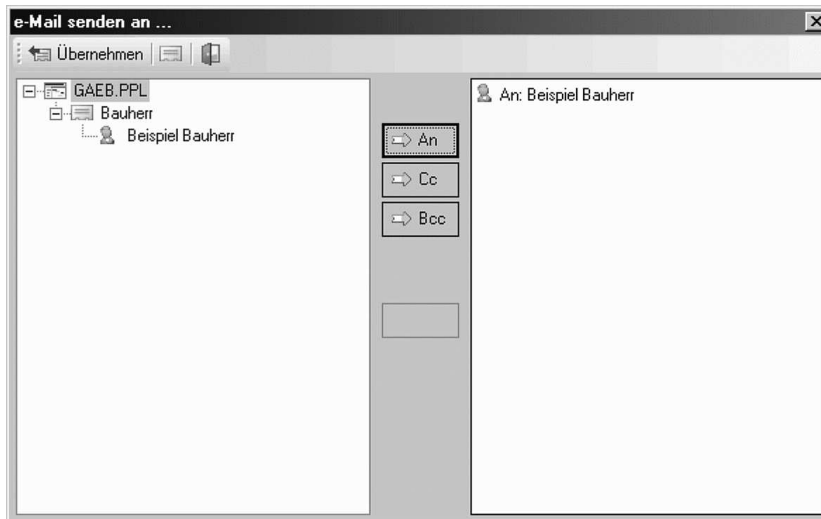 e-Mail senden an ...
Übernehmen
GAEB.PPL
Bauherr
Beispiel Bauherr
An
Cc
Bcc
An: Beispiel Bauherr